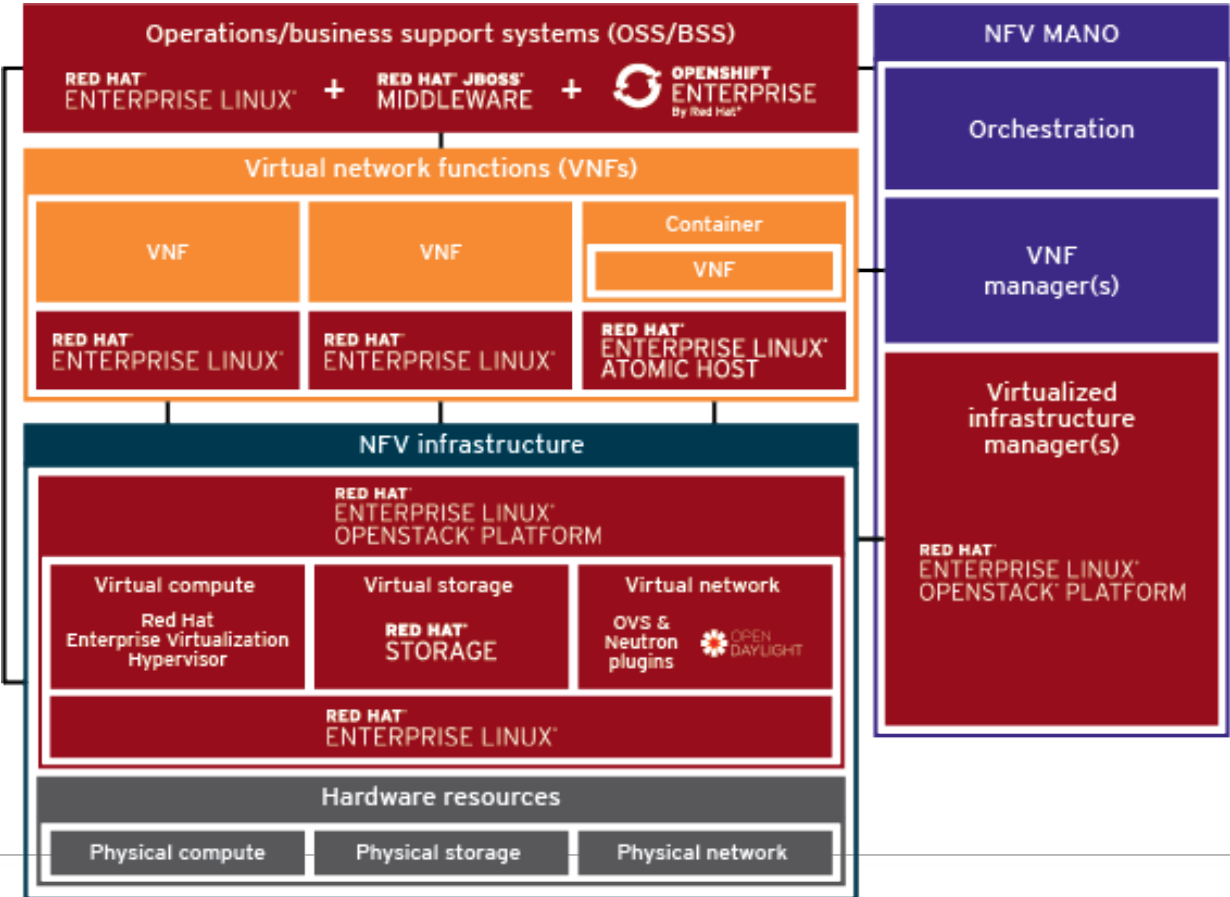 Operations/business support systems (OSS/BSS)
RED HAT
ENTERPRISE LINUX
+
RED HAT JBOSS
MIDDLEWARE
+
OPENSHIFT
ENTERPRISE
By Red Hat
Virtual network functions (VNFs)
VNF
VNF
Container
VNF
RED HAT
ENTERPRISE LINUX
RED HAT
ENTERPRISE LINUX
RED HAT
ENTERPRISE LINUX
ATOMIC HOST
NFV infrastructure
RED HAT
ENTERPRISE LINUX
OPENSTACK PLATFORM
Virtual compute
Red Hat
Enterprise Virtualization
Hypervisor
Virtual storage
RED HAT
STORAGE
Virtual network
OVS &
Neutron
plugins
OPEN
DAYLIGHT
RED HAT
ENTERPRISE LINUX
Hardware resources
Physical compute
Physical storage
Physical network
NFV MANO
Orchestration
VNF
manager(s)
Virtualized
infrastructure
manager(s)
RED HAT
ENTERPRISE LINUX
OPENSTACK PLATFORM